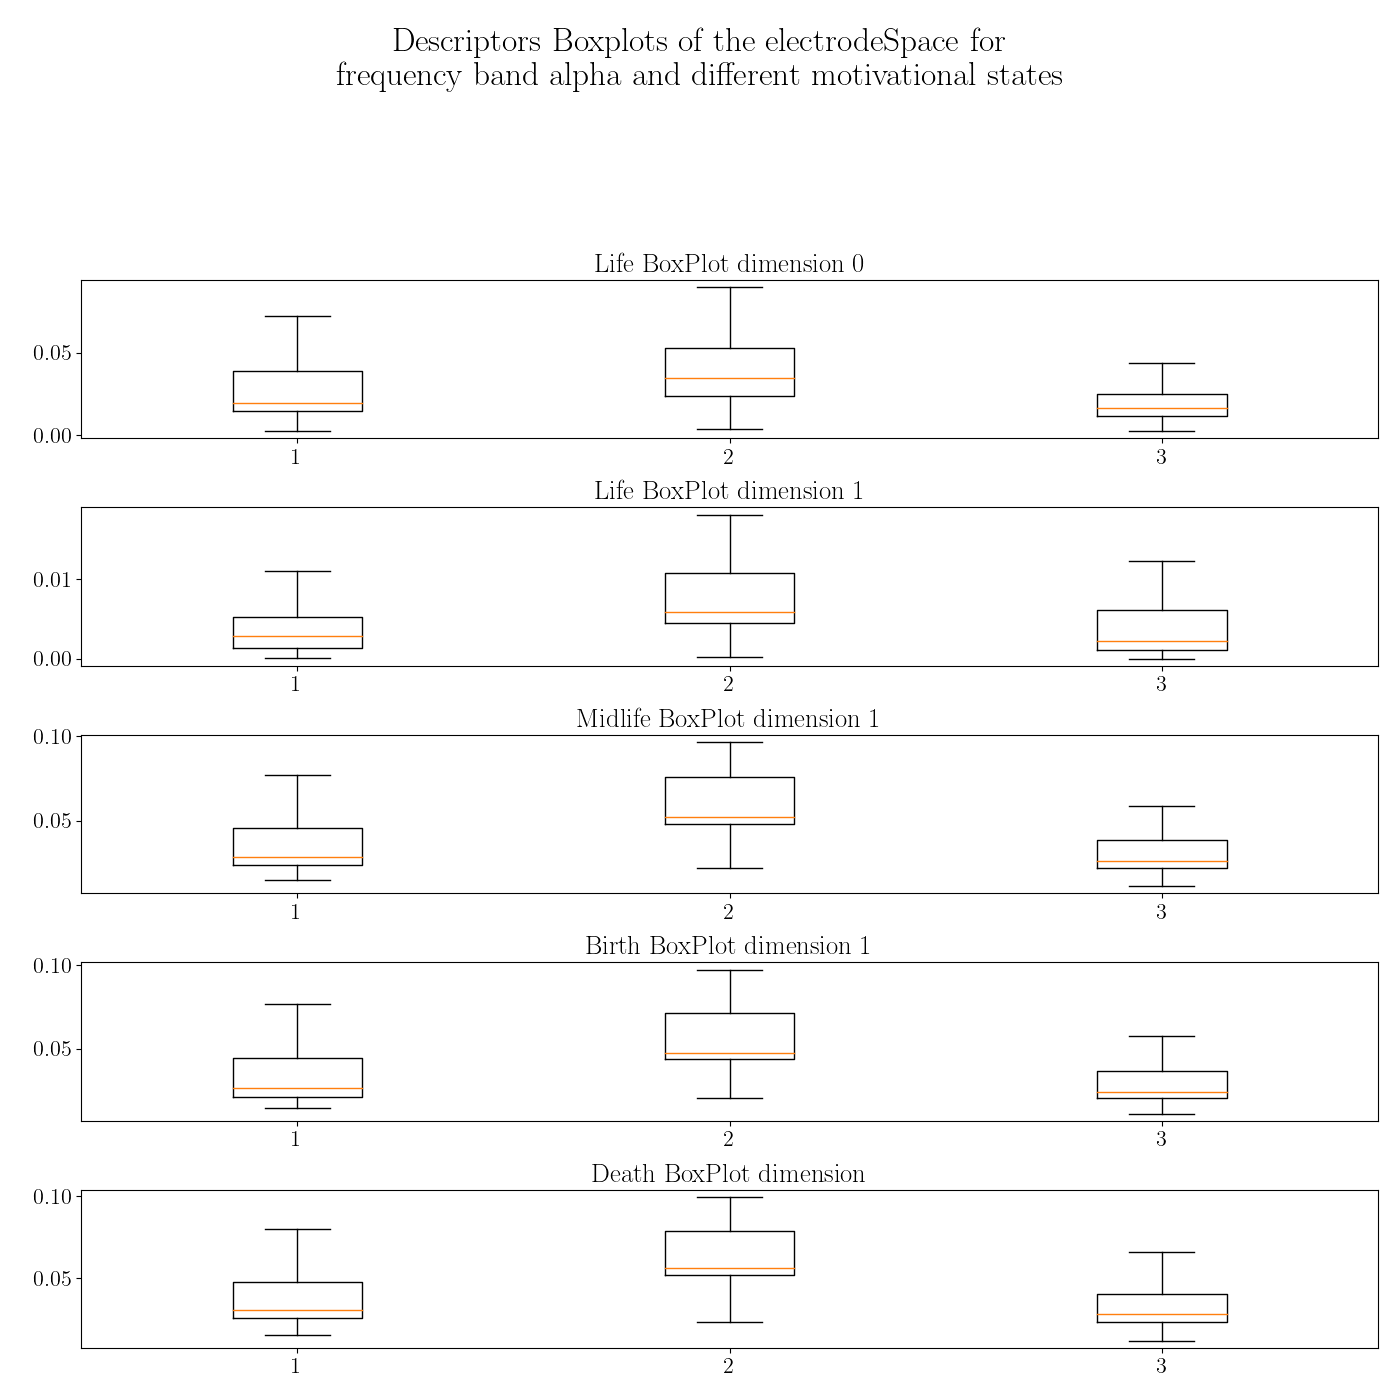 Descriptors Boxplots of the electrodeSpace for
frequency band alpha and different motivational states
Life BoxPlot dimension 0
0.05
0.00
1 2 3
Life BoxPlot dimension 1
0.01
0.00
1 2 3
Midlife BoxPlot dimension 1
0.10
0.05
1 2 3
Birth BoxPlot dimension 1
0.10
0.05
1 2 3
Death BoxPlot dimension
0.10
0.05
1 2 3